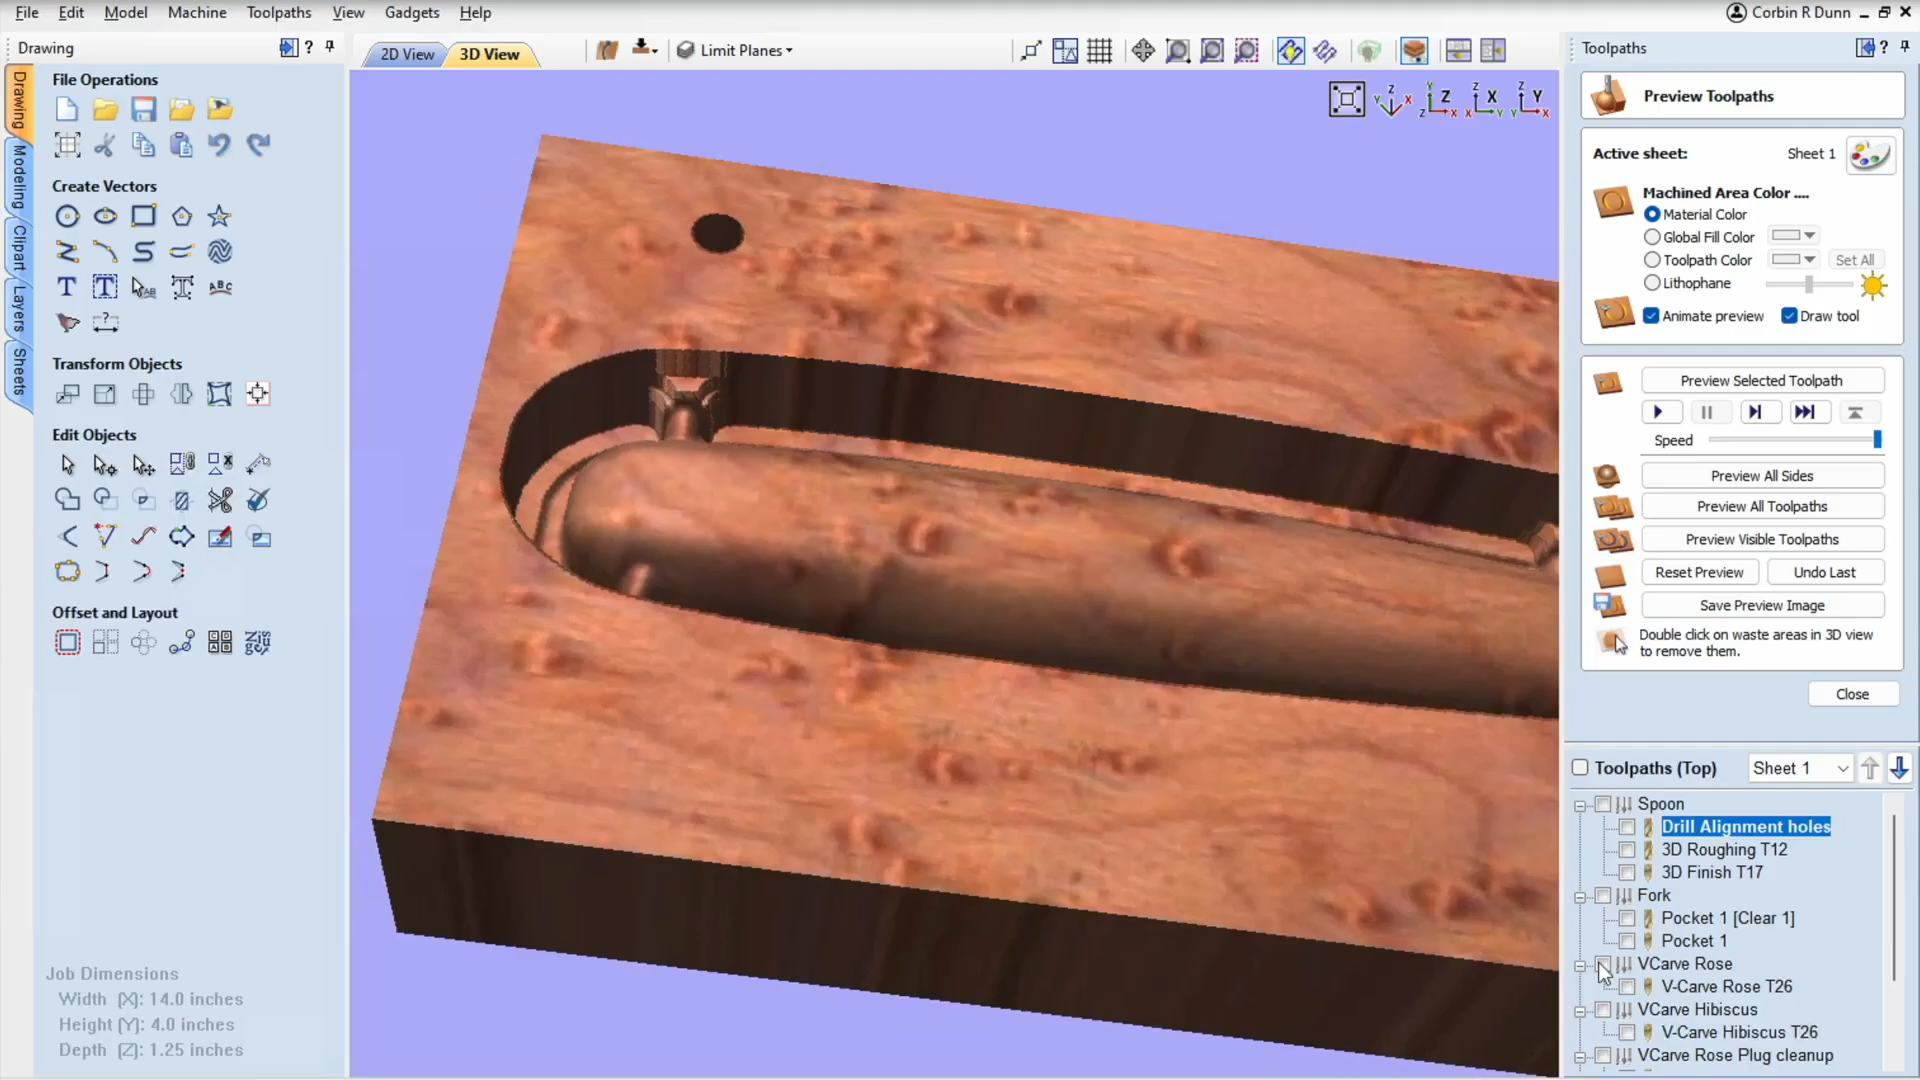 File Edit Model Machine Toolpaths View Gadgets Help
Corbin R Dunn
Drawing
?
2D View
3D View
Limit Planes
Toolpaths
?
Drawing
Modeling
Clipart
Layers
Sheets
File Operations
Create Vectors
Transform Objects
Edit Objects
Offset and Layout
Job Dimensions
Width (X): 14.0 inches
Height (Y): 4.0 inches
Depth (Z): 1.25 inches
Preview Toolpaths
Active sheet: Sheet 1
Machined Area Color ....
Material Color
Global Fill Color
Toolpath Color Set All
Lithophane
Animate preview Draw tool
Preview Selected Toolpath
Speed
Preview All Sides
Preview All Toolpaths
Preview Visible Toolpaths
Reset Preview Undo Last
Save Preview Image
Double click on waste areas in 3D view
to remove them.
Close
Toolpaths (Top) Sheet 1
Spoon
Drill Alignment holes
3D Roughing T12
3D Finish T17
Fork
Pocket 1 [Clear 1]
Pocket 1
VCarve Rose
V-Carve Rose T26
VCarve Hibiscus
V-Carve Hibiscus T26
VCarve Rose Plug cleanup